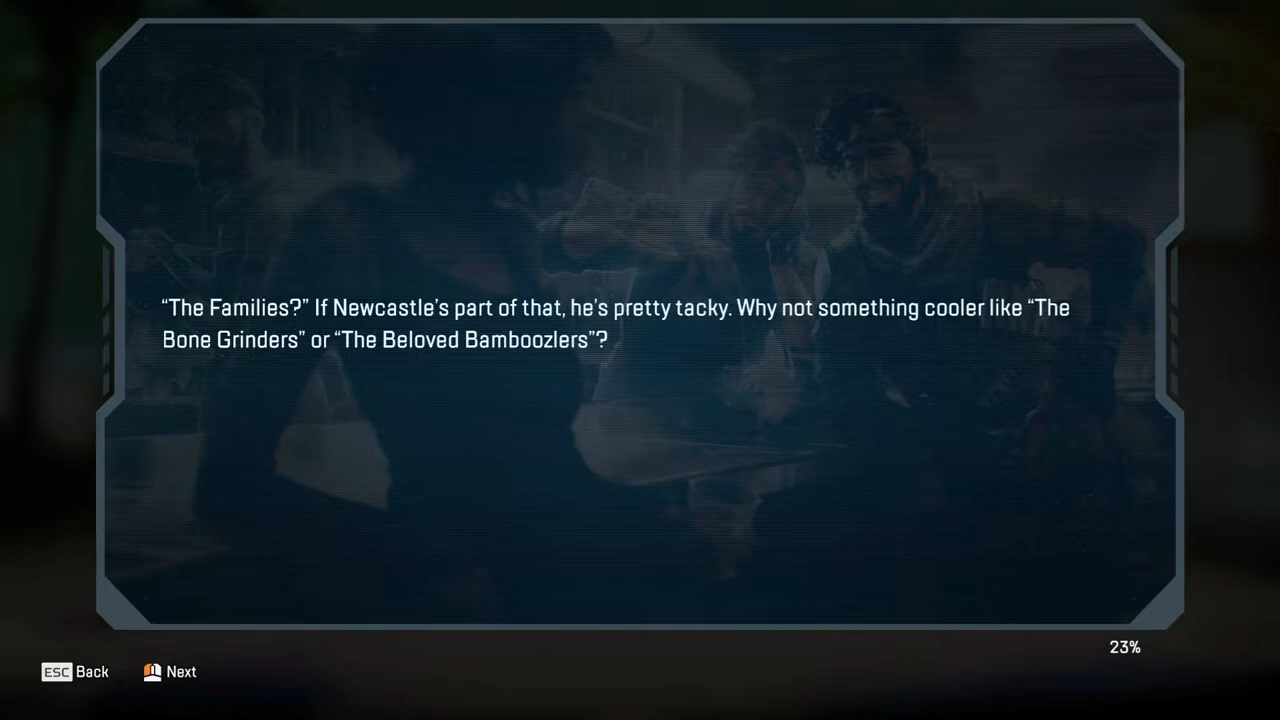 “The Families?” If Newcastle’s part of that, he’s pretty tacky. Why not something cooler like “The
Bone Grinders” or “The Beloved Bamboozlers”?
23%
ESC Back Next